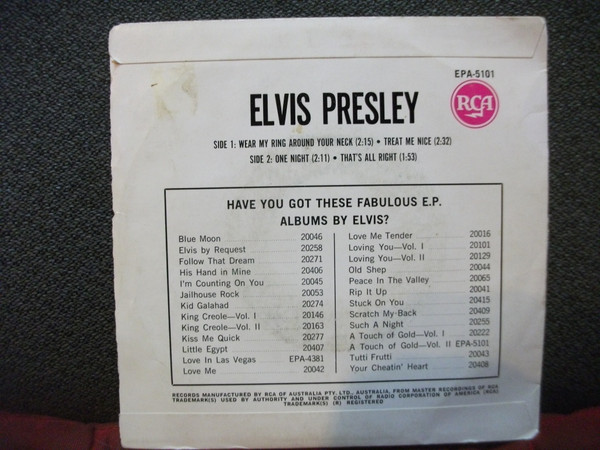 EPA-5101
ELVIS PRESLEY
RCA
SIDE 1: WEAR MY RING AROUND YOUR NECK (2:15) • TREAT ME NICE (2:32)
SIDE 2: ONE NIGHT (2:11) • THAT'S ALL RIGHT (1:53)
HAVE YOU GOT THESE FABULOUS E.P.
ALBUMS BY ELVIS?
Blue Moon 20046
Elvis by Request 20258
Follow That Dream 20271
His Hand in Mine 20406
I'm Counting On You 20045
Jailhouse Rock 20053
Kid Galahad 20274
King Creole—Vol. I 20146
King Creole—Vol. II 20163
Kiss Me Quick 20277
Little Egypt 20407
Love In Las Vegas EPA-4381
Love Me 20042
Love Me Tender 20016
Loving You—Vol. I 20101
Loving You—Vol. II 20129
Old Shep 20044
Peace In The Valley 20065
Rip It Up 20041
Stuck On You 20415
Scratch My Back 20409
Such A Night 20255
A Touch of Gold—Vol. I 20222
A Touch of Gold—Vol. II EPA-5101
Tutti Frutti 20043
Your Cheatin' Heart 20408
RECORDS MANUFACTURED BY RCA OF AUSTRALIA PTY. LTD., AUSTRALIA, FROM MASTER RECORDINGS OF RCA
TRADEMARK(S) USED BY AUTHORITY AND UNDER CONTROL OF RADIO CORPORATION OF AMERICA (RCA)
TRADEMARK(S) (R) REGISTERED